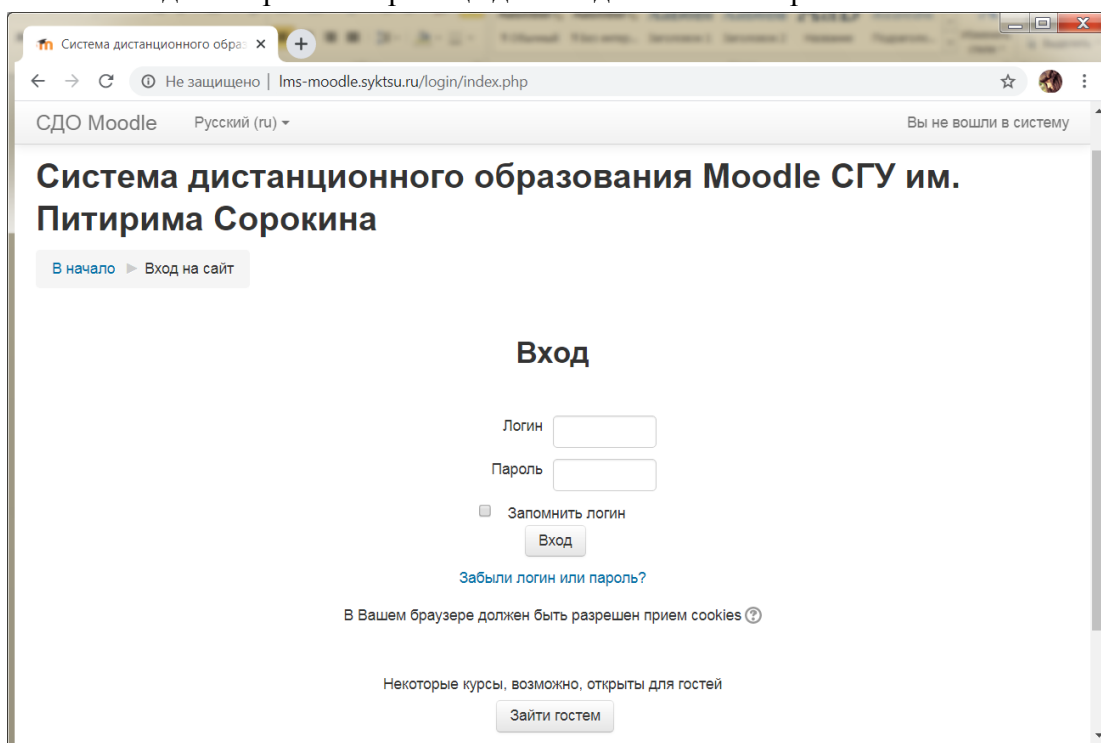 Система дистанционного образ
Не защищено | lms-moodle.syktsu.ru/login/index.php
СДО Moodle Русский (ru) Вы не вошли в систему
Система дистанционного образования Moodle СГУ им.
Питирима Сорокина
В начало ► Вход на сайт
Вход
Логин
Пароль
Запомнить логин
Вход
Забыли логин или пароль?
В Вашем браузере должен быть разрешен прием cookies ?
Некоторые курсы, возможно, открыты для гостей
Зайти гостем